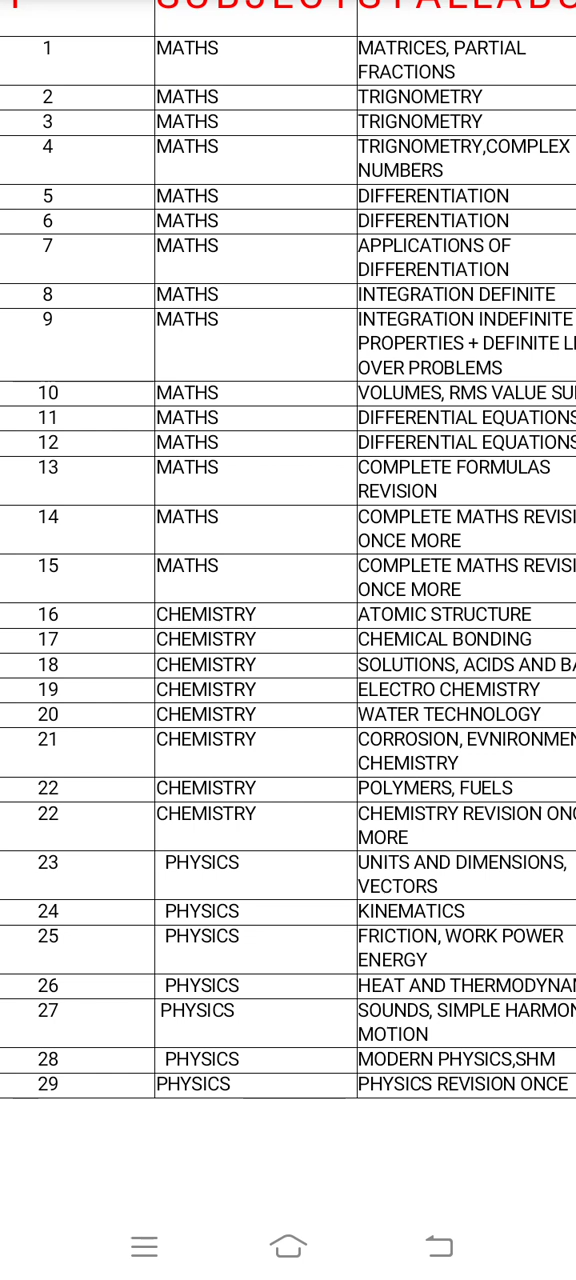 SUBJECT SYLLABU
1 MATHS MATRICES, PARTIAL
FRACTIONS
2 MATHS TRIGNOMETRY
3 MATHS TRIGNOMETRY
4 MATHS TRIGNOMETRY,COMPLEX
NUMBERS
5 MATHS DIFFERENTIATION
6 MATHS DIFFERENTIATION
7 MATHS APPLICATIONS OF
DIFFERENTIATION
8 MATHS INTEGRATION DEFINITE
9 MATHS INTEGRATION INDEFINITE
PROPERTIES + DEFINITE
OVER PROBLEMS
10 MATHS VOLUMES, RMS VALUE
11 MATHS DIFFERENTIAL EQUATIONS
12 MATHS DIFFERENTIAL EQUATIONS
13 MATHS COMPLETE FORMULAS
REVISION
14 MATHS COMPLETE MATHS REVISI
ONCE MORE
15 MATHS COMPLETE MATHS REVISI
ONCE MORE
16 CHEMISTRY ATOMIC STRUCTURE
17 CHEMISTRY CHEMICAL BONDING
18 CHEMISTRY SOLUTIONS, ACIDS AND BA
19 CHEMISTRY ELECTRO CHEMISTRY
20 CHEMISTRY WATER TECHNOLOGY
21 CHEMISTRY CORROSION, EVNIRONMEN
CHEMISTRY
22 CHEMISTRY POLYMERS, FUELS
22 CHEMISTRY CHEMISTRY REVISION ONC
MORE
23 PHYSICS UNITS AND DIMENSIONS,
VECTORS
24 PHYSICS KINEMATICS
25 PHYSICS FRICTION, WORK POWER
ENERGY
26 PHYSICS HEAT AND THERMODYNA
27 PHYSICS SOUNDS, SIMPLE HARMON
MOTION
28 PHYSICS MODERN PHYSICS,SHM
29 PHYSICS PHYSICS REVISION ONCE